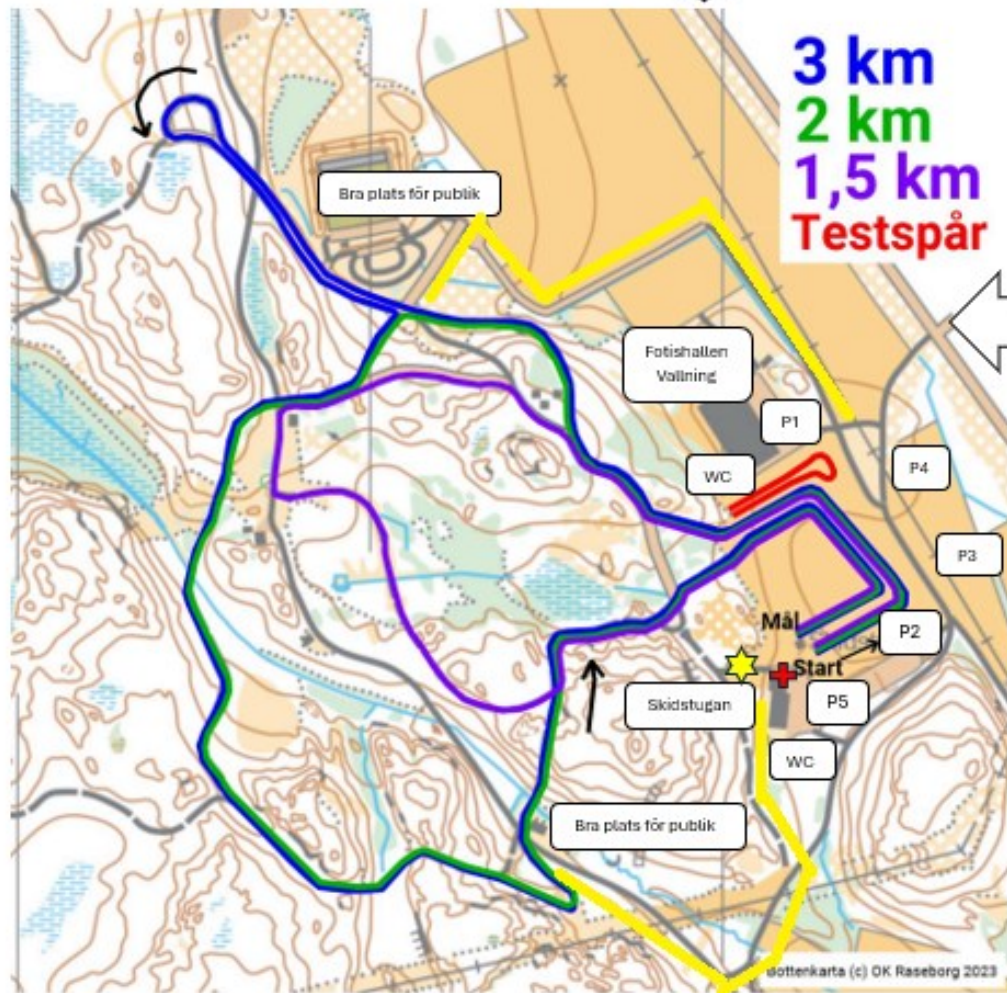 3 km
2 km
1,5 km
Testspår
Bra plats för publik
Fotishallen
Vallning
P1
WC
P4
P3
Mål
P2
Start
Skidstugan
P5
WC
Bra plats för publik
Bottenkarta (c) OK Raseborg 2023